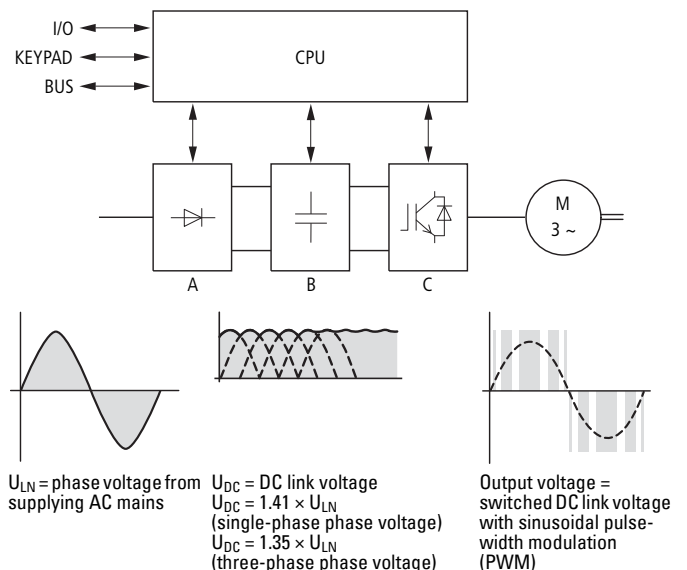 I/O
KEYPAD
BUS
CPU
M
3 ~
A
B
C
U_LN = phase voltage from
supplying AC mains
U_DC = DC link voltage
U_DC = 1.41 × U_LN
(single-phase phase voltage)
U_DC = 1.35 × U_LN
(three-phase phase voltage)
Output voltage =
switched DC link voltage
with sinusoidal pulse-
width modulation
(PWM)